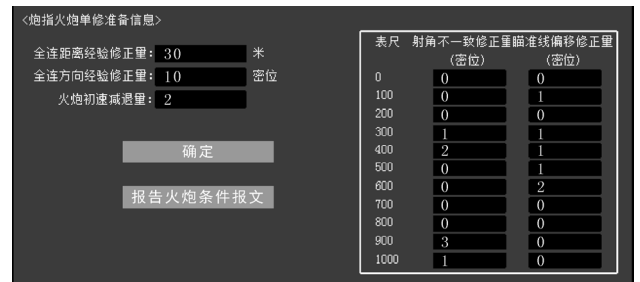 <炮指火炮单修准备信息>
全连距离经验修正量: 30 米
全连方向经验修正量: 10 密位
火炮初速减退量: 2
确定
报告火炮条件报文
表尺 射角不一致修正量 瞄准线偏移修正量
(密位) (密位)
0 0 0
100 0 1
200 0 0
300 1 1
400 2 1
500 0 1
600 0 2
700 0 0
800 0 0
900 3 0
1000 1 0